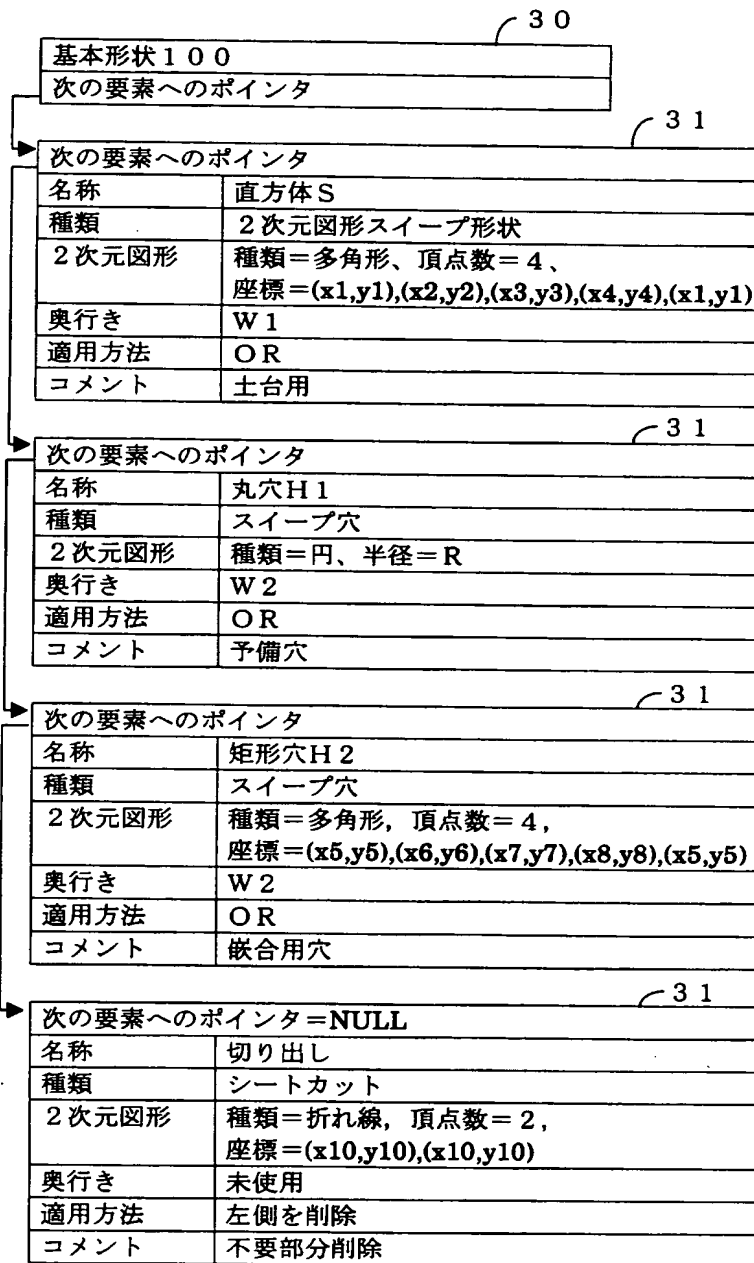 30
基本形状100
次の要素へのポインタ
31
次の要素へのポインタ
名称 直方体S
種類 2次元図形スイープ形状
2次元図形 種類=多角形、頂点数=4、
座標=(x1,y1),(x2,y2),(x3,y3),(x4,y4),(x1,y1)
奥行き W1
適用方法 OR
コメント 土台用
31
次の要素へのポインタ
名称 丸穴H1
種類 スイープ穴
2次元図形 種類=円、半径=R
奥行き W2
適用方法 OR
コメント 予備穴
31
次の要素へのポインタ
名称 矩形穴H2
種類 スイープ穴
2次元図形 種類=多角形,頂点数=4,
座標=(x5,y5),(x6,y6),(x7,y7),(x8,y8),(x5,y5)
奥行き W2
適用方法 OR
コメント 嵌合用穴
31
次の要素へのポインタ=NULL
名称 切り出し
種類 シートカット
2次元図形 種類=折れ線,頂点数=2,
座標=(x10,y10),(x10,y10)
奥行き 未使用
適用方法 左側を削除
コメント 不要部分削除